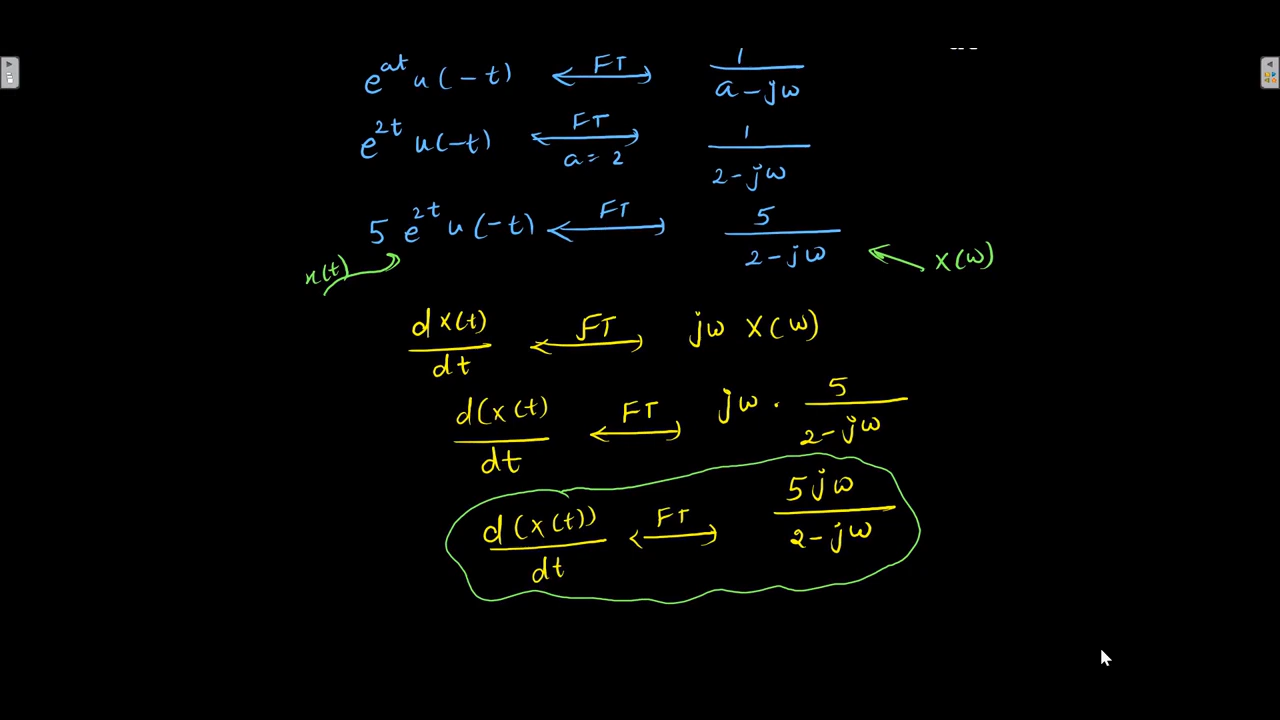 e^{at} u(-t) ⟷ FT 1/(a-jω)
e^{2t} u(-t) ⟷ FT a=2 1/(2-jω)
5 e^{2t} u(-t) ⟷ FT 5/(2-jω)
x(t) X(ω)
dx(t)/dt ⟷ FT jω X(ω)
d(x(t)/dt ⟷ FT jω · 5/(2-jω)
d(x(t))/dt ⟷ FT 5jω/(2-jω)